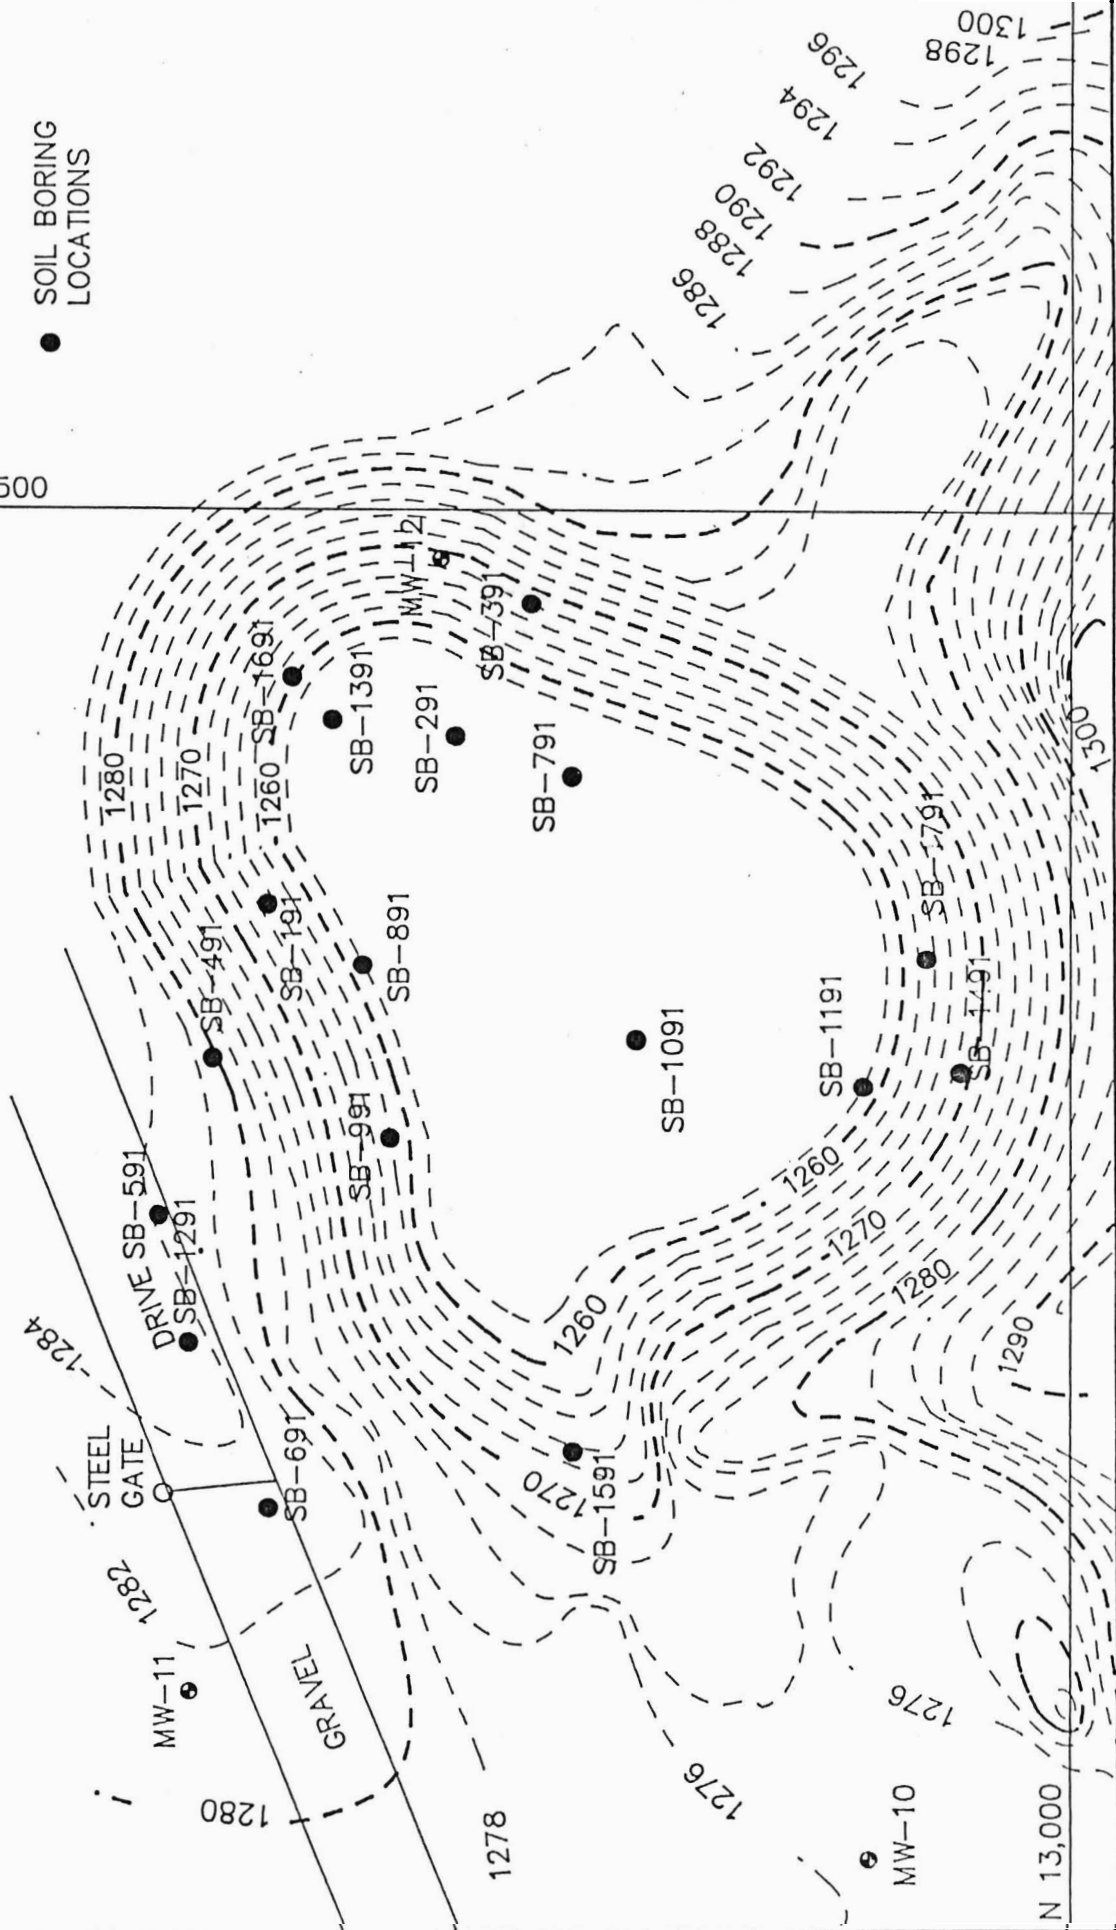 SOIL BORING
LOCATIONS
1300
1298
1296
1294
1292
1290
1288
1286
500
MW-12
SB-391
SB-1691
SB-1391
SB-291
SB-791
1280
1270
1260
SB-191
SB-491
SB-891
SB-991
SB-1091
SB-1191
SB-1791
SB-1491
1300
1260
1270
1280
1290
DRIVE
SB-591
SB-1291
1284
STEEL
GATE
SB-691
1260
1270
SB-1591
1282
MW-11
GRAVEL
1280
1278
1276
1276
MW-10
N 13,000